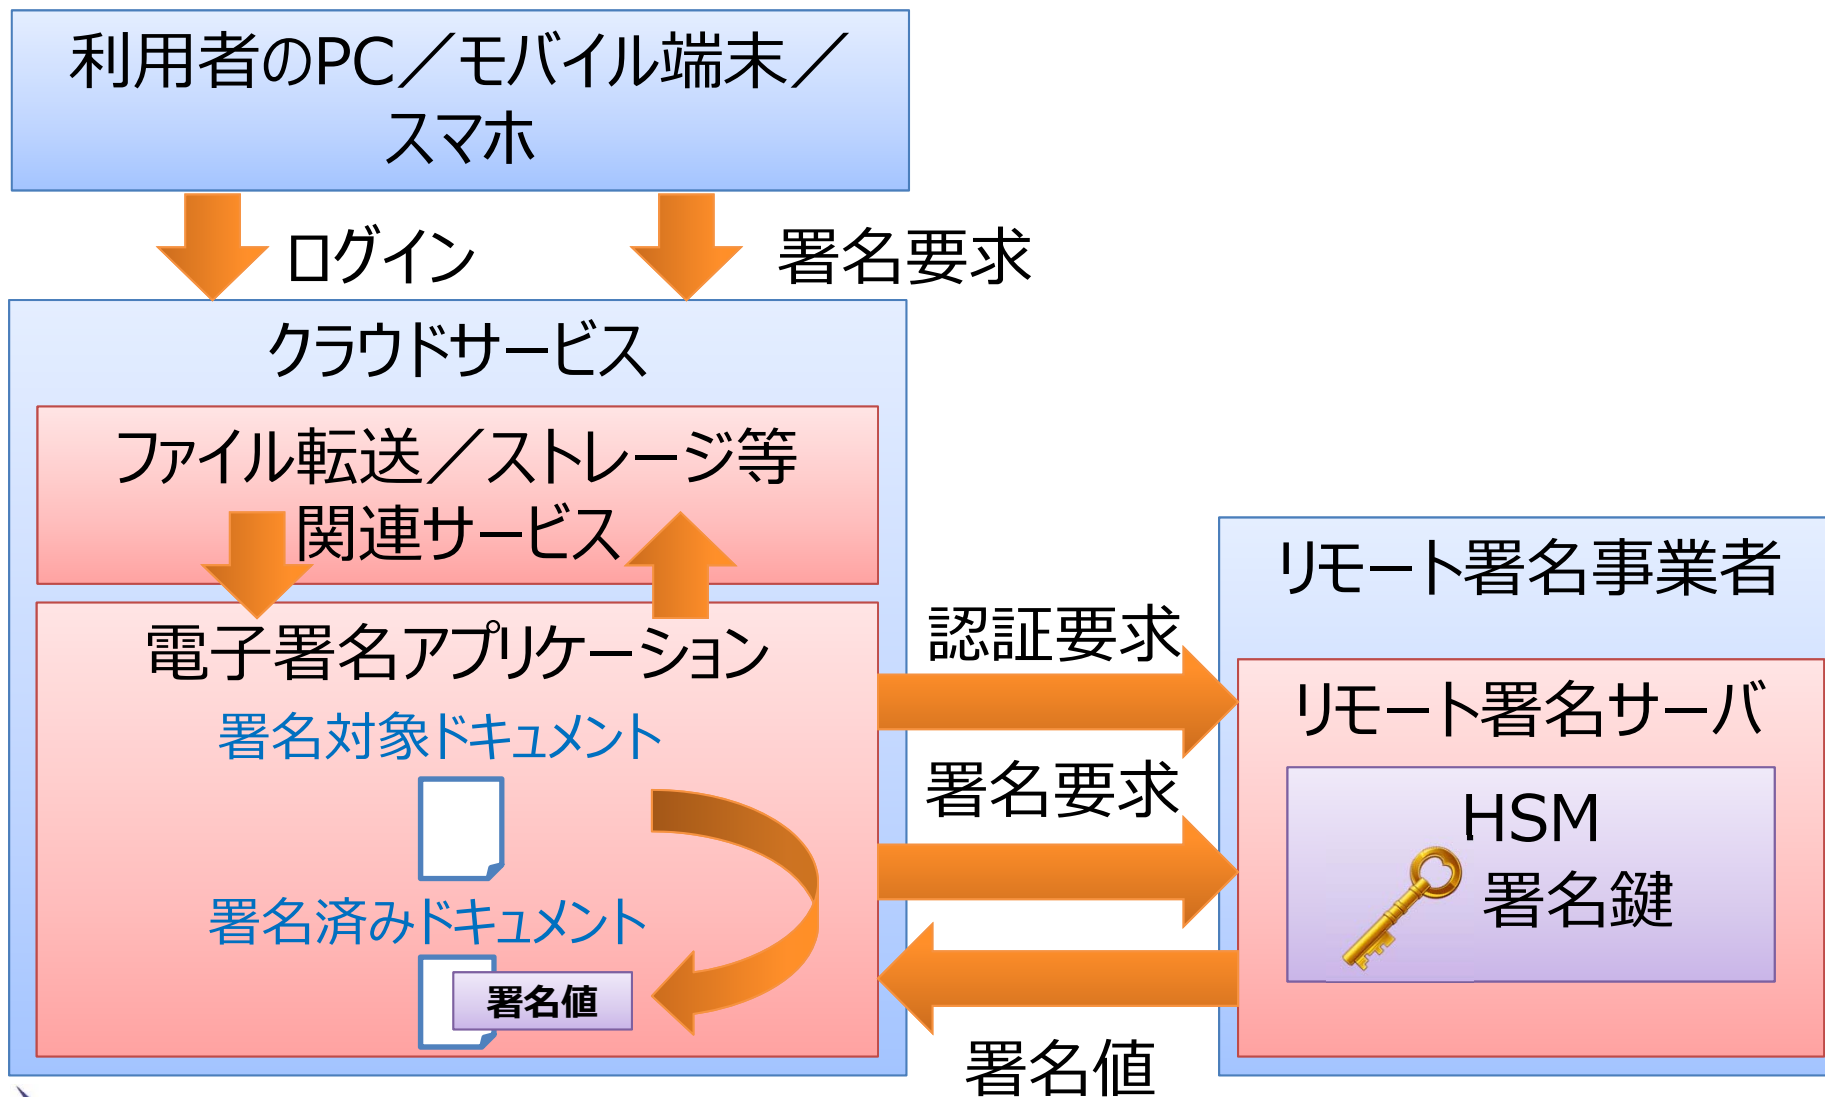 利用者のPC／モバイル端末／
スマホ
ログイン
署名要求
クラウドサービス
ファイル転送／ストレージ等
関連サービス
電子署名アプリケーション
署名対象ドキュメント
署名済みドキュメント
署名値
認証要求
署名要求
署名値
リモート署名事業者
リモート署名サーバ
HSM
署名鍵